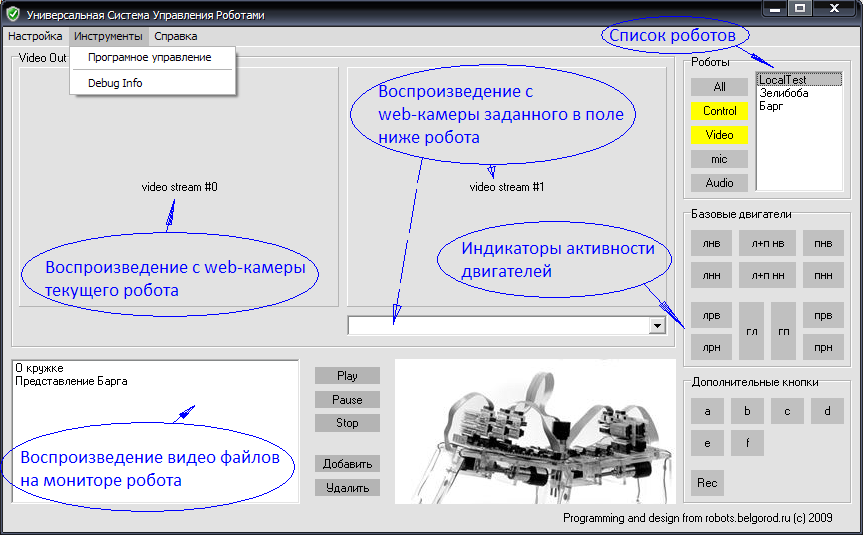 Универсальная Система Управления Роботами
Настройка Инструменты Справка
Програмное управление
Debug Info
Video Out
Список роботов
Роботы
All
Control
Video
mic
Audio
LocalTest
Зелибоба
Барг
Воспроизведение с
web-камеры заданного в поле
ниже робота
video stream #0
video stream #1
Воспроизведение с web-камеры
текущего робота
Индикаторы активности
двигателей
Базовые двигатели
лнв л+п нв пнв
лнн л+п нн пнн
лрв гл гп прв
лрн прн
О кружке
Представление Барга
Воспроизведение видео файлов
на мониторе робота
Play
Pause
Stop
Добавить
Удалить
Дополнительные кнопки
a b c d
e f
Rec
Programming and design from robots.belgorod.ru (c) 2009